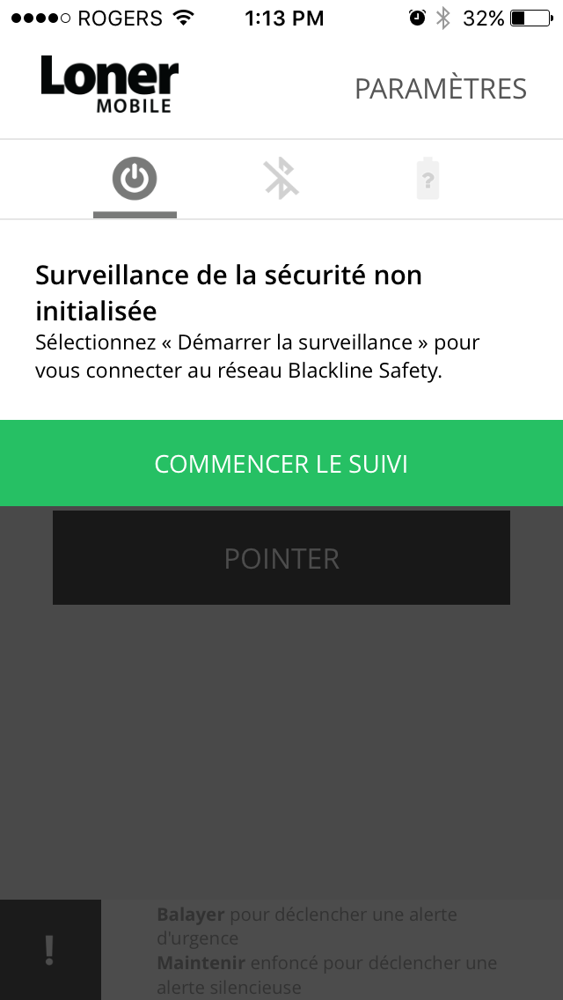 ROGERS 1:13 PM 32%
Loner
MOBILE
PARAMÈTRES
?
Surveillance de la sécurité non
initialisée
Sélectionnez « Démarrer la surveillance » pour
vous connecter au réseau Blackline Safety.
COMMENCER LE SUIVI
POINTER
!
Balayer pour déclencher une alerte
d'urgence
Maintenir enfoncé pour déclencher une
alerte silencieuse